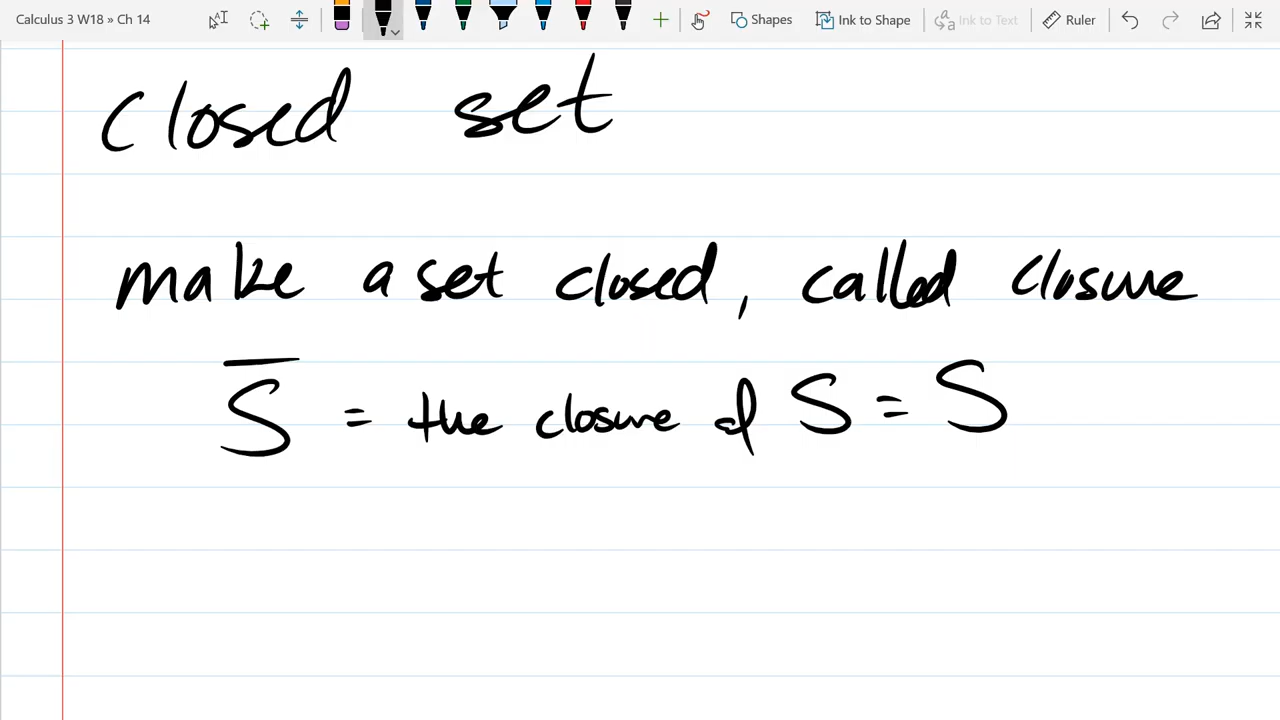 Calculus 3 W18 » Ch 14 Shapes Ink to Shape Ink to Text Ruler
closed set
make a set closed, called closure
S̅ = the closure of S = S